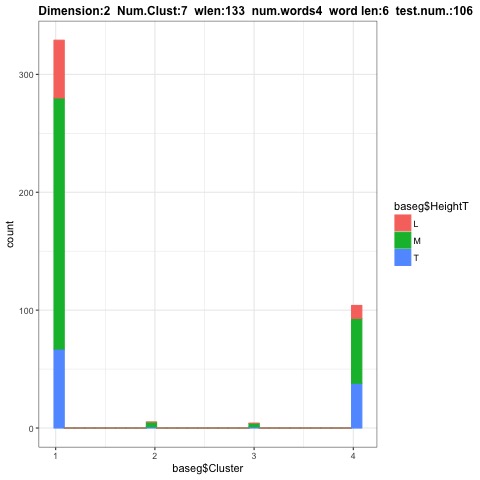 Dimension:2 Num.Clust:7 wlen:133 num.words4 word len:6 test.num.:106
300
200
100
0
count
1 2 3 4
baseg$Cluster
baseg$HeightT
L
M
T